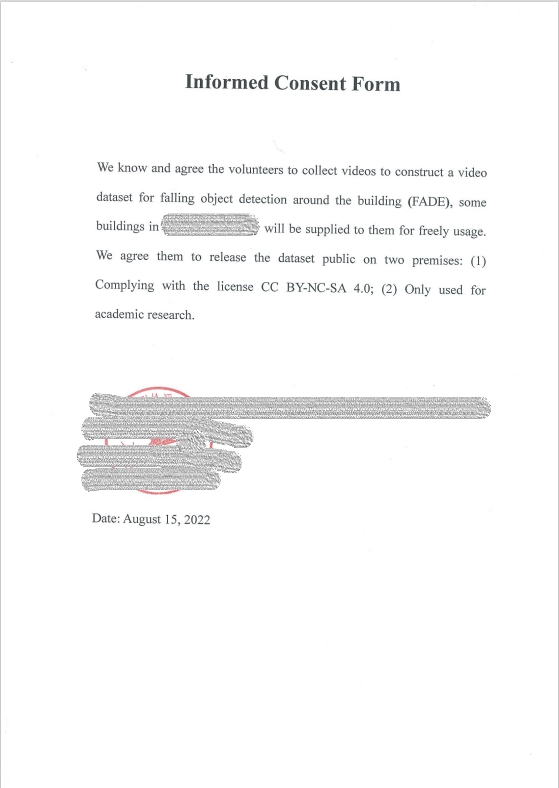 Informed Consent Form
We know and agree the volunteers to collect videos to construct a video
dataset for falling object detection around the building (FADE), some
buildings in will be supplied to them for freely usage.
We agree them to release the dataset public on two premises: (1)
Complying with the license CC BY-NC-SA 4.0; (2) Only used for
academic research.
Date: August 15, 2022